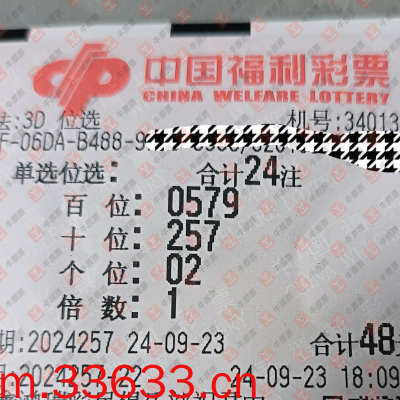 中国福利彩票
CHINA WELFARE LOTTERY
法:3D 位选 机号:34013
F-06DA-B488-9
单选位选: 合计24注
百 位: 0579
十 位: 257
个 位: 02
倍 数: 1
期:2024257 24-09-23 合计48元
24-09-23 18:09
m.33633.cn